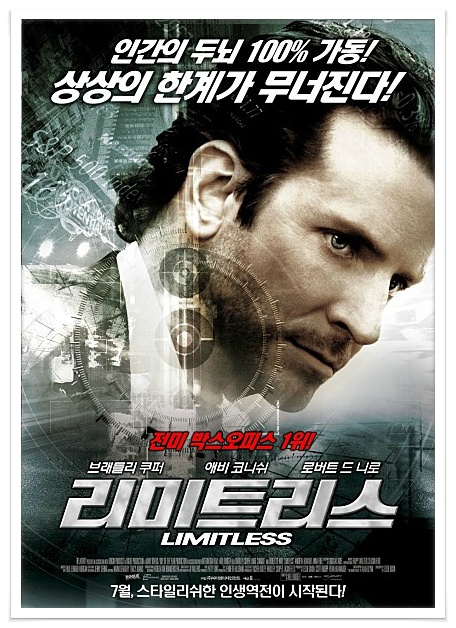 인간의 두뇌 100% 가동!
상상의 한계가 무너진다!
전미 박스오피스 1위!
브래들리 쿠퍼 애비 코니쉬 로버트 드 니로
리미트리스
LIMITLESS
7월, 스타일리쉬한 인생역전이 시작된다!